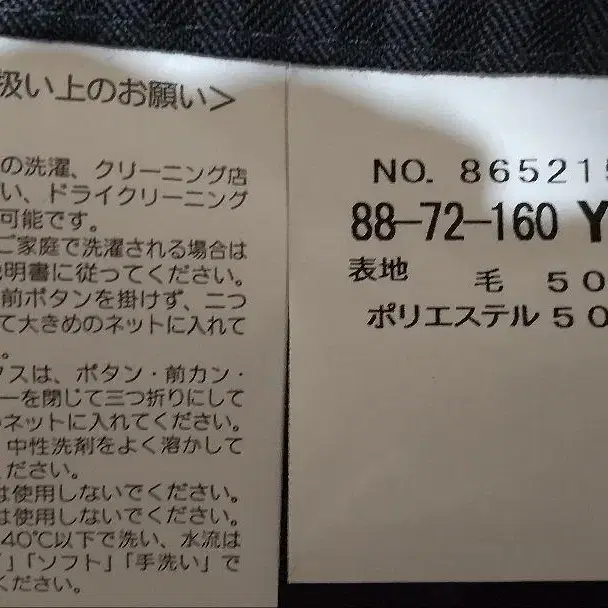 扱い上のお願い＞
の洗濯、クリーニング店
い、ドライクリーニング
可能です。
ご家庭で洗濯される場合は
説明書に従ってください。
前ボタンを掛けず、二つ
て大きめのネットに入れて
。
クスは、ボタン・前カン・
ーを閉じて三つ折りにして
ネットに入れてください。
中性洗剤をよく溶かして
ください。
は使用しないでください。
は使用しないでください。
40℃以下で洗い、水流は
」「ソフト」「手洗い」で
ください。
NO. 865215
88-72-160 Y
表地 毛 50
ポリエステル 50